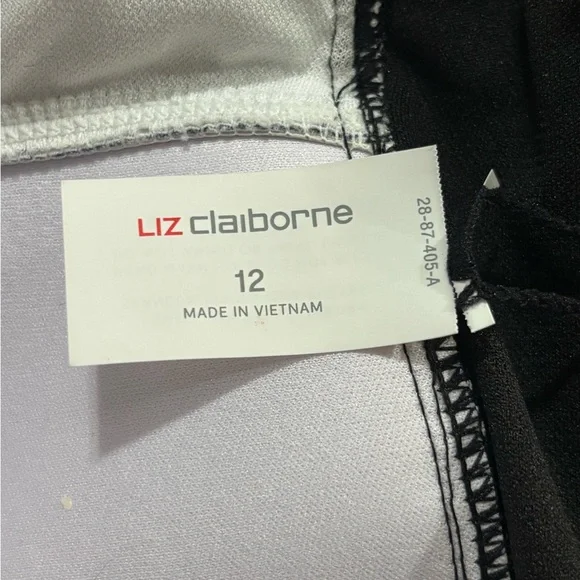 LIZ claiborne
12
MADE IN VIETNAM
28-87-405-A